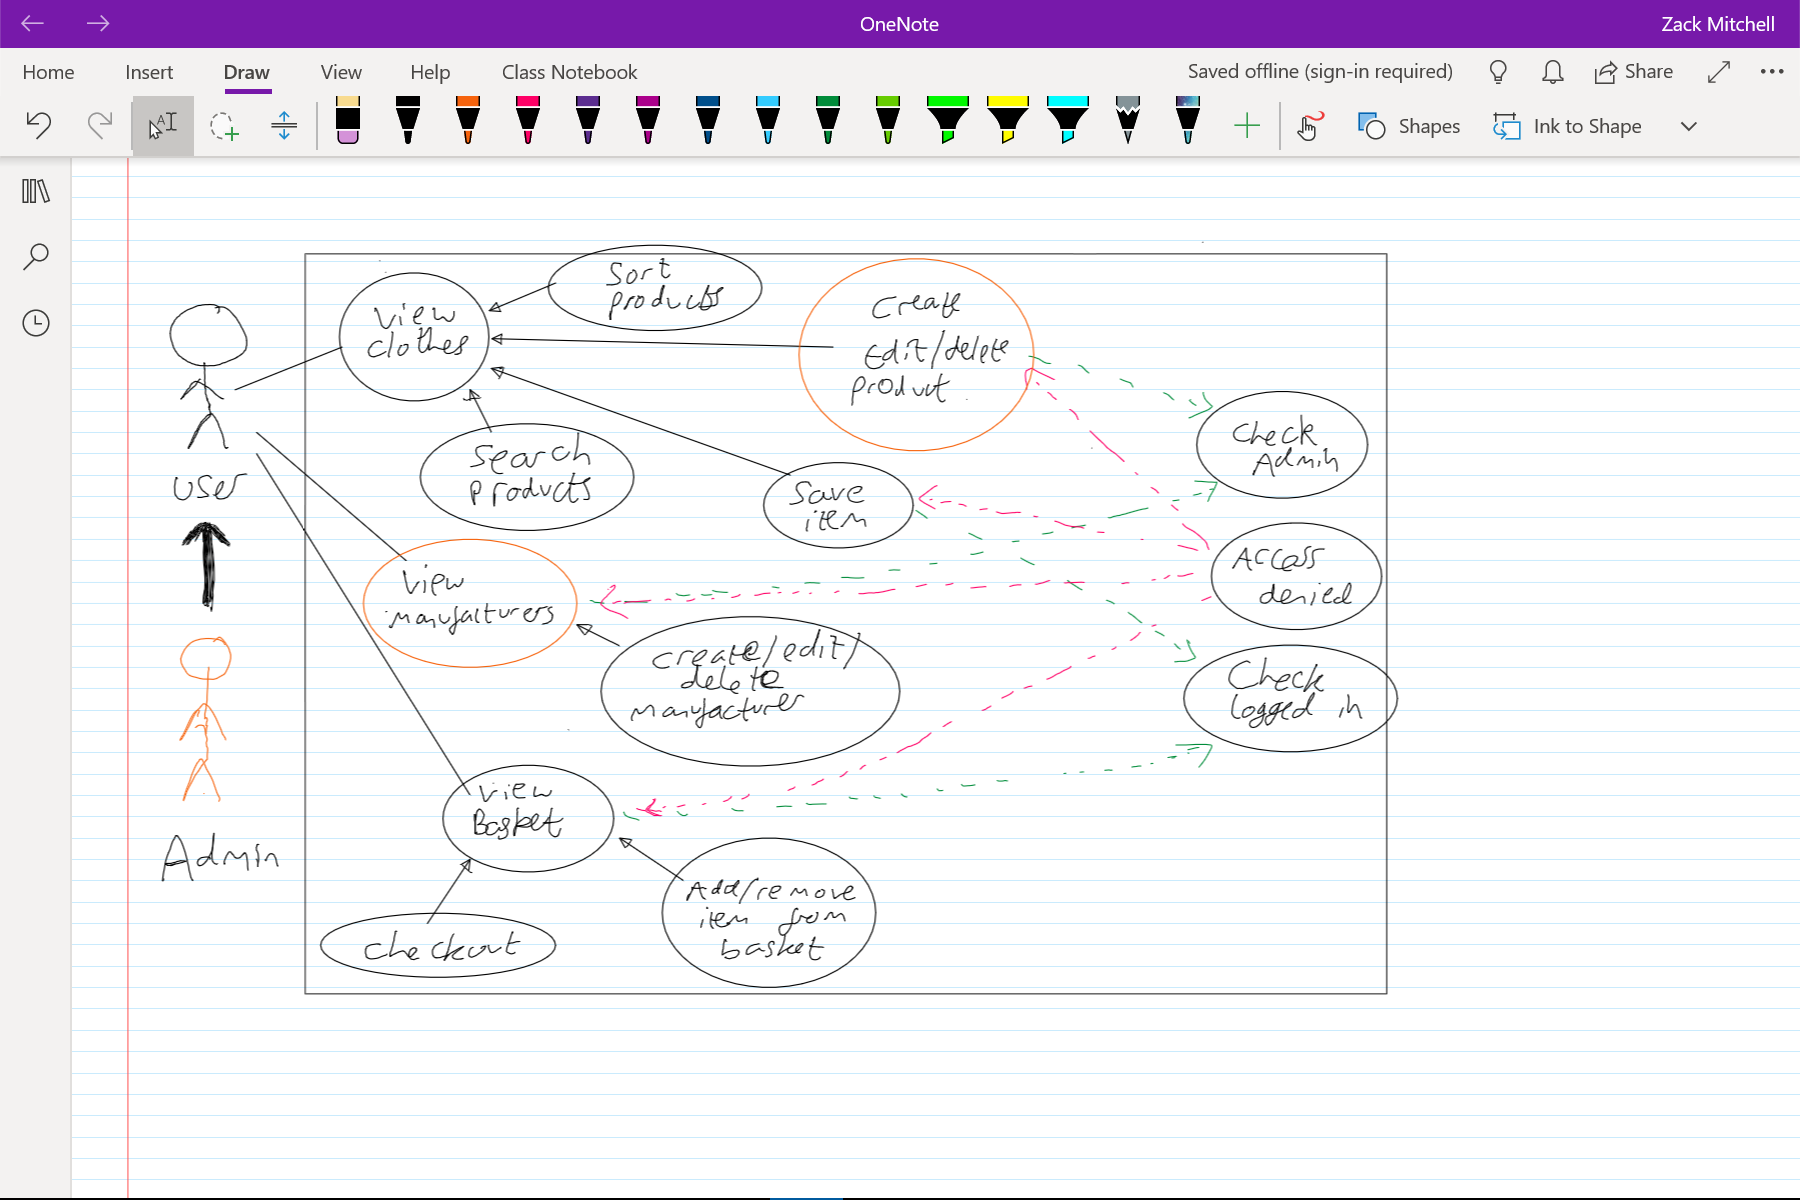 OneNote
Zack Mitchell
Home
Insert
Draw
View
Help
Class Notebook
Saved offline (sign-in required)
Share
Shapes
Ink to Shape
Sort
products
View
clothes
Create
Edit/delete
product
Check
Admin
Search
products
Save
item
User
Access
denied
View
manufacturers
Create/edit/
delete
manufacturer
Check
logged in
View
Basket
Admin
Add/remove
item from
basket
Checkout